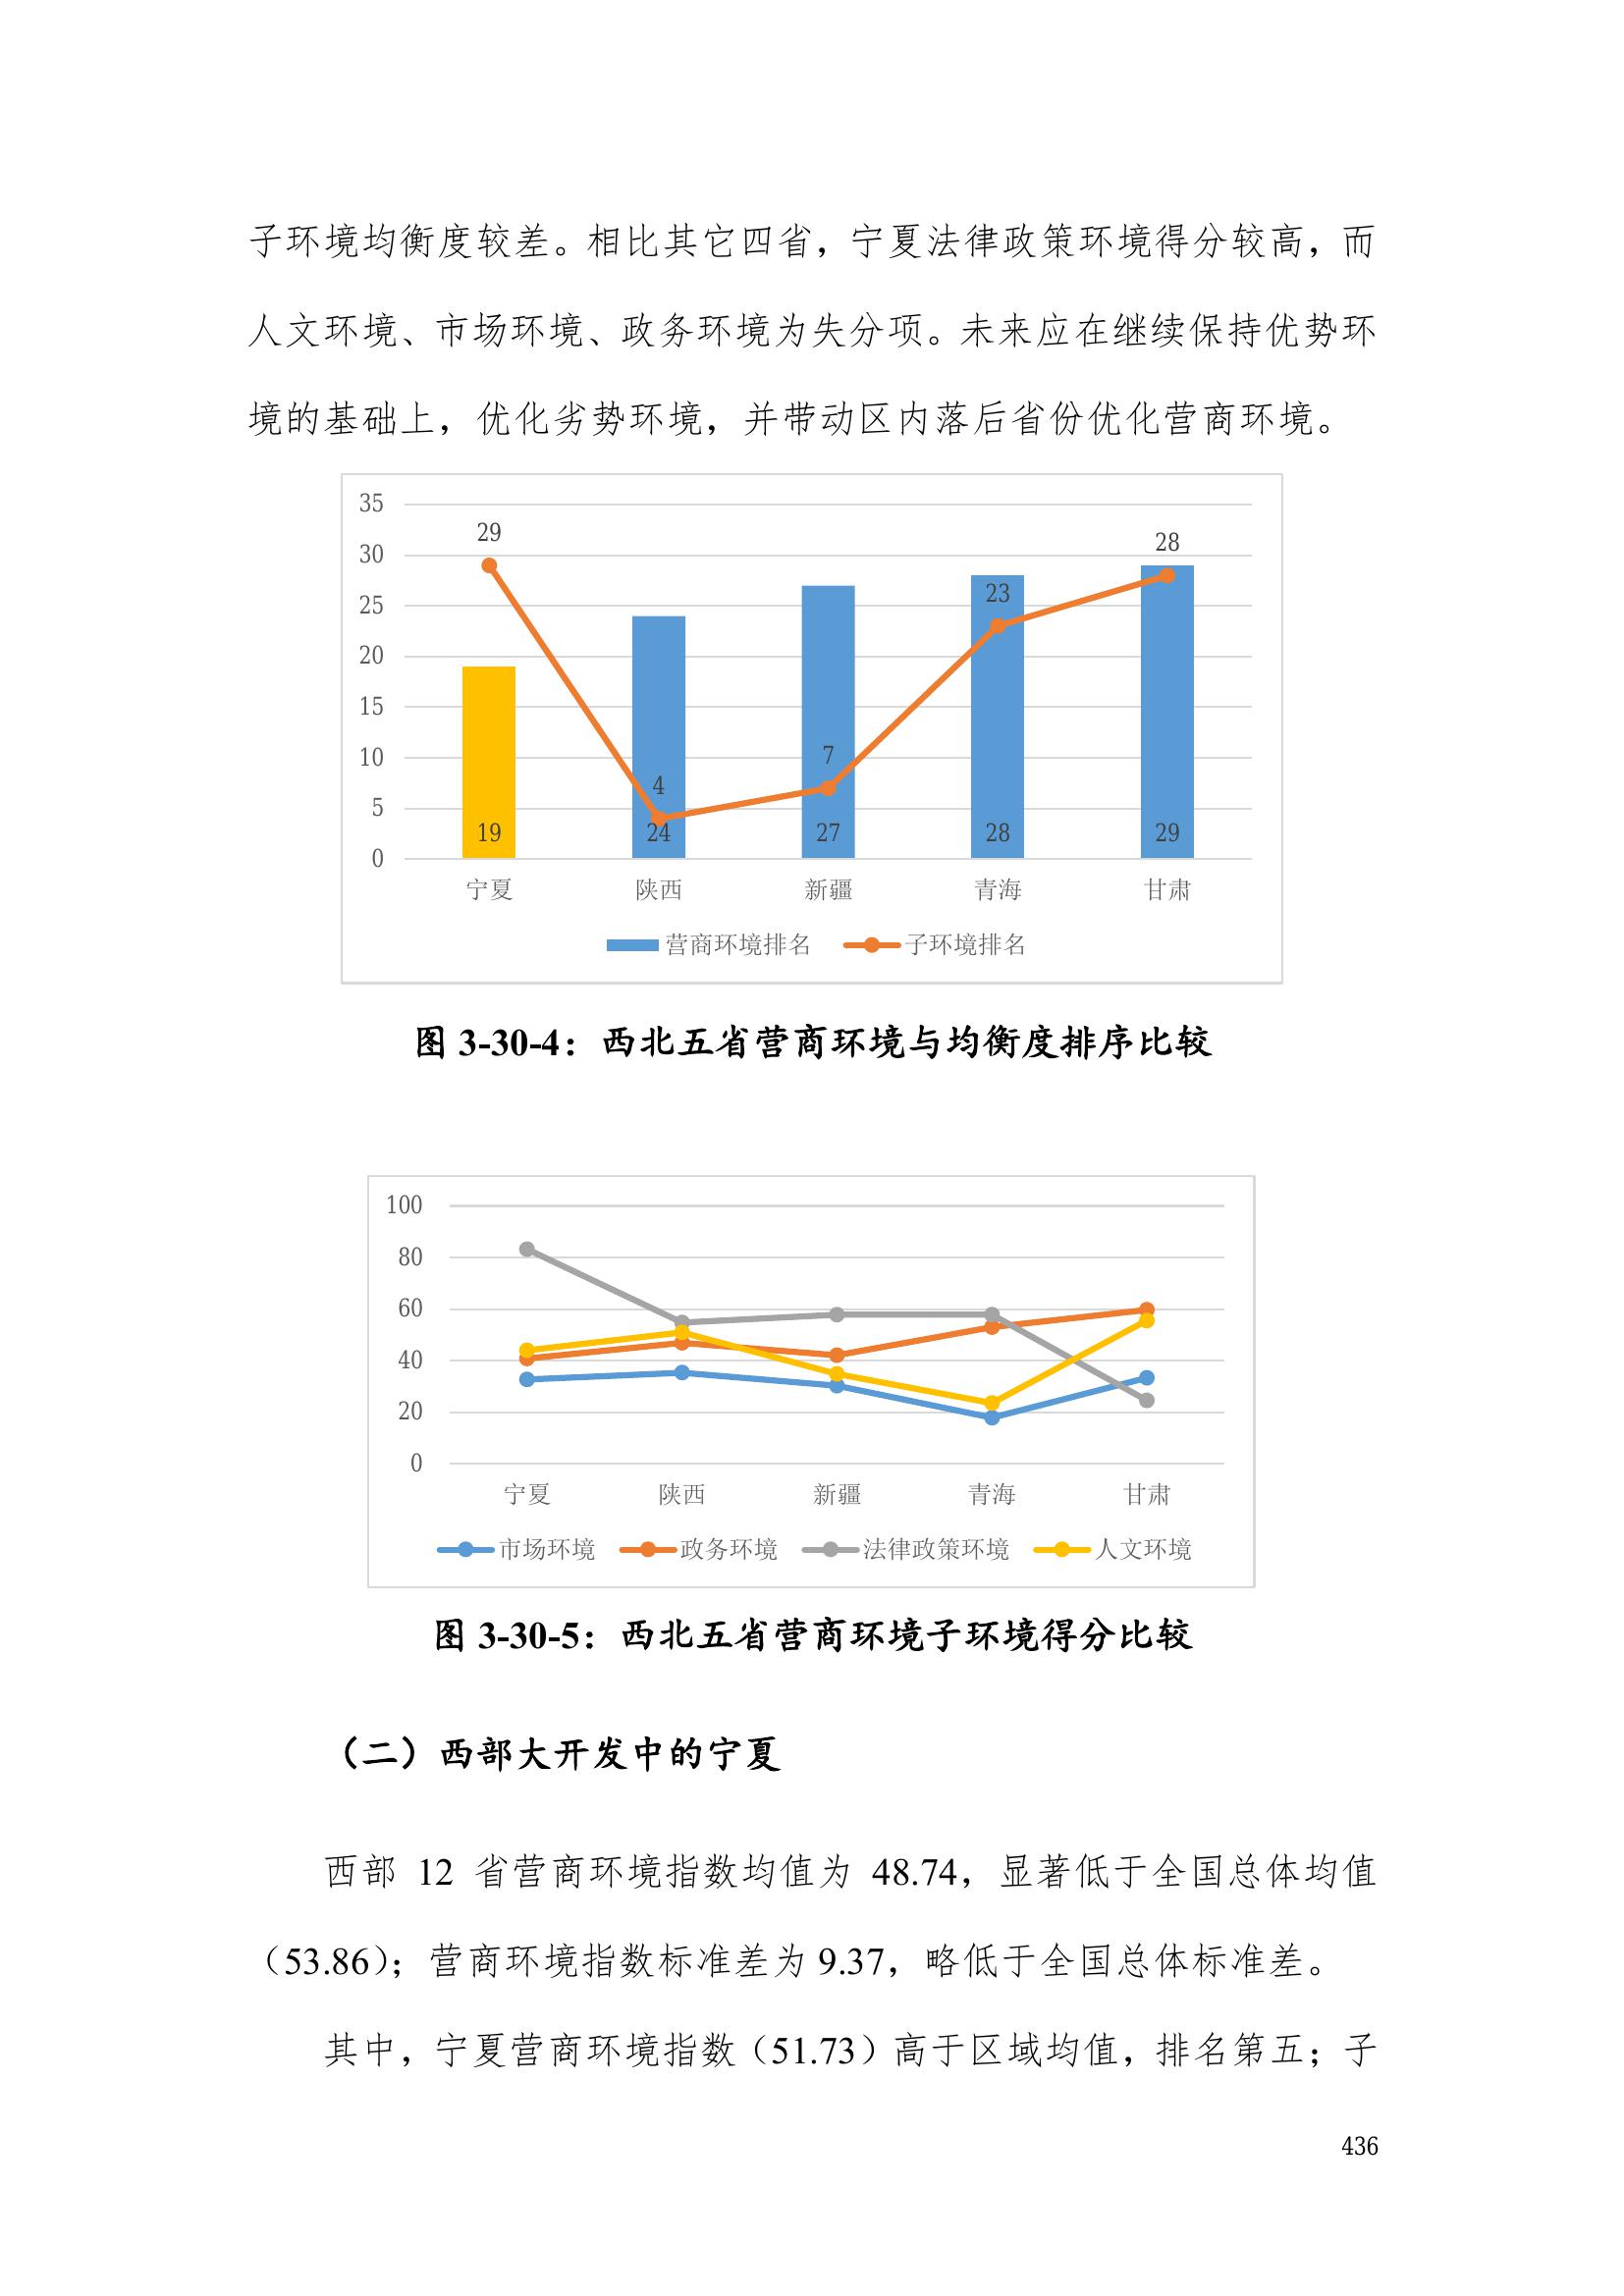 子环境均衡度较差。相比其它四省，宁夏法律政策环境得分较高，而
人文环境、市场环境、政务环境为失分项。未来应在继续保持优势环
境的基础上，优化劣势环境，并带动区内落后省份优化营商环境。
35
30
25
20
15
10
5
0
29
4
7
23
28
19
24
27
28
29
宁夏 陕西 新疆 青海 甘肃
营商环境排名 子环境排名
图 3-30-4：西北五省营商环境与均衡度排序比较
100
80
60
40
20
0
宁夏 陕西 新疆 青海 甘肃
市场环境 政务环境 法律政策环境 人文环境
图 3-30-5：西北五省营商环境子环境得分比较
（二）西部大开发中的宁夏
西部 12 省营商环境指数均值为 48.74，显著低于全国总体均值
（53.86）；营商环境指数标准差为 9.37，略低于全国总体标准差。
其中，宁夏营商环境指数（51.73）高于区域均值，排名第五；子
436